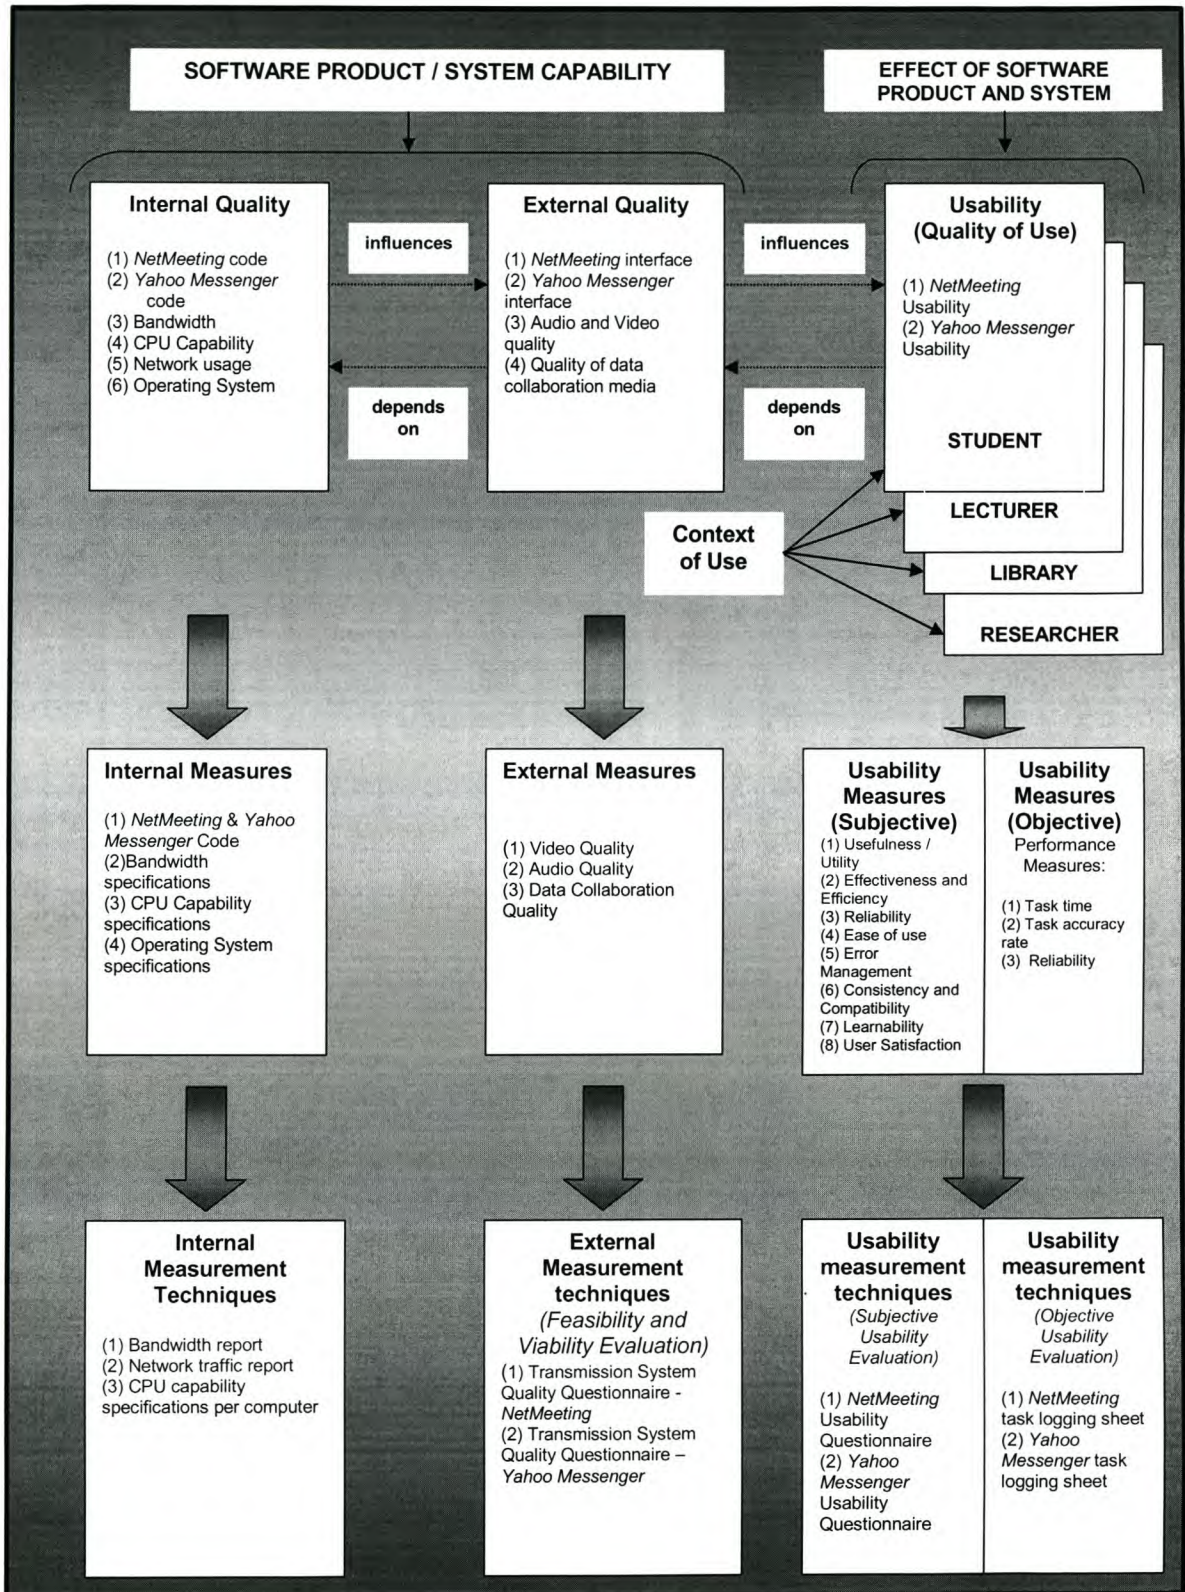 SOFTWARE PRODUCT / SYSTEM CAPABILITY
EFFECT OF SOFTWARE
PRODUCT AND SYSTEM
Internal Quality
(1) NetMeeting code
(2) Yahoo Messenger
code
(3) Bandwidth
(4) CPU Capability
(5) Network usage
(6) Operating System
influences
depends
on
External Quality
(1) NetMeeting interface
(2) Yahoo Messenger
interface
(3) Audio and Video
quality
(4) Quality of data
collaboration media
influences
depends
on
Usability
(Quality of Use)
(1) NetMeeting
Usability
(2) Yahoo Messenger
Usability
STUDENT
LECTURER
LIBRARY
RESEARCHER
Context
of Use
Internal Measures
(1) NetMeeting & Yahoo
Messenger Code
(2)Bandwidth
specifications
(3) CPU Capability
specifications
(4) Operating System
specifications
External Measures
(1) Video Quality
(2) Audio Quality
(3) Data Collaboration
Quality
Usability
Measures
(Subjective)
(1) Usefulness /
Utility
(2) Effectiveness and
Efficiency
(3) Reliability
(4) Ease of use
(5) Error
Management
(6) Consistency and
Compatibility
(7) Learnability
(8) User Satisfaction
Usability
Measures
(Objective)
Performance
Measures:
(1) Task time
(2) Task accuracy
rate
(3) Reliability
Internal
Measurement
Techniques
(1) Bandwidth report
(2) Network traffic report
(3) CPU capability
specifications per computer
External
Measurement
techniques
(Feasibility and
Viability Evaluation)
(1) Transmission System
Quality Questionnaire -
NetMeeting
(2) Transmission System
Quality Questionnaire –
Yahoo Messenger
Usability
measurement
techniques
(Subjective
Usability
Evaluation)
(1) NetMeeting
Usability
Questionnaire
(2) Yahoo
Messenger
Usability
Questionnaire
Usability
measurement
techniques
(Objective
Usability
Evaluation)
(1) NetMeeting
task logging sheet
(2) Yahoo
Messenger task
logging sheet